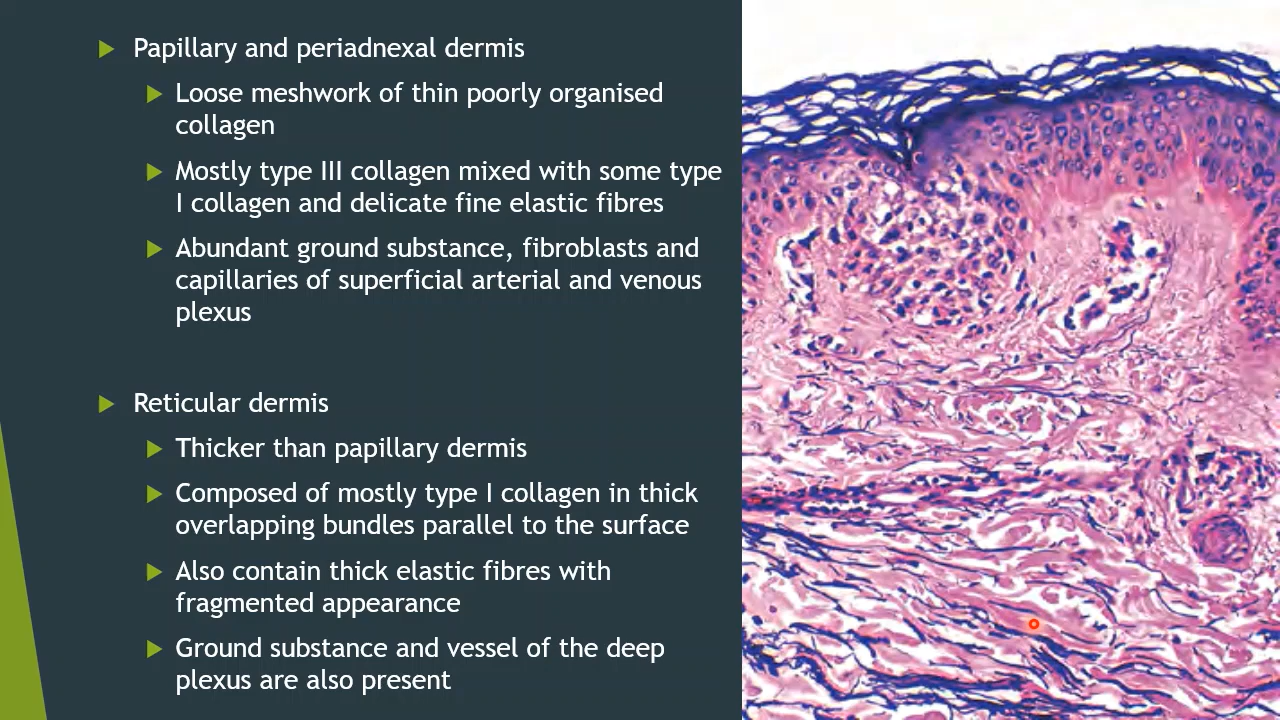 Papillary and periadnexal dermis
Loose meshwork of thin poorly organised
collagen
Mostly type III collagen mixed with some type
I collagen and delicate fine elastic fibres
Abundant ground substance, fibroblasts and
capillaries of superficial arterial and venous
plexus
Reticular dermis
Thicker than papillary dermis
Composed of mostly type I collagen in thick
overlapping bundles parallel to the surface
Also contain thick elastic fibres with
fragmented appearance
Ground substance and vessel of the deep
plexus are also present